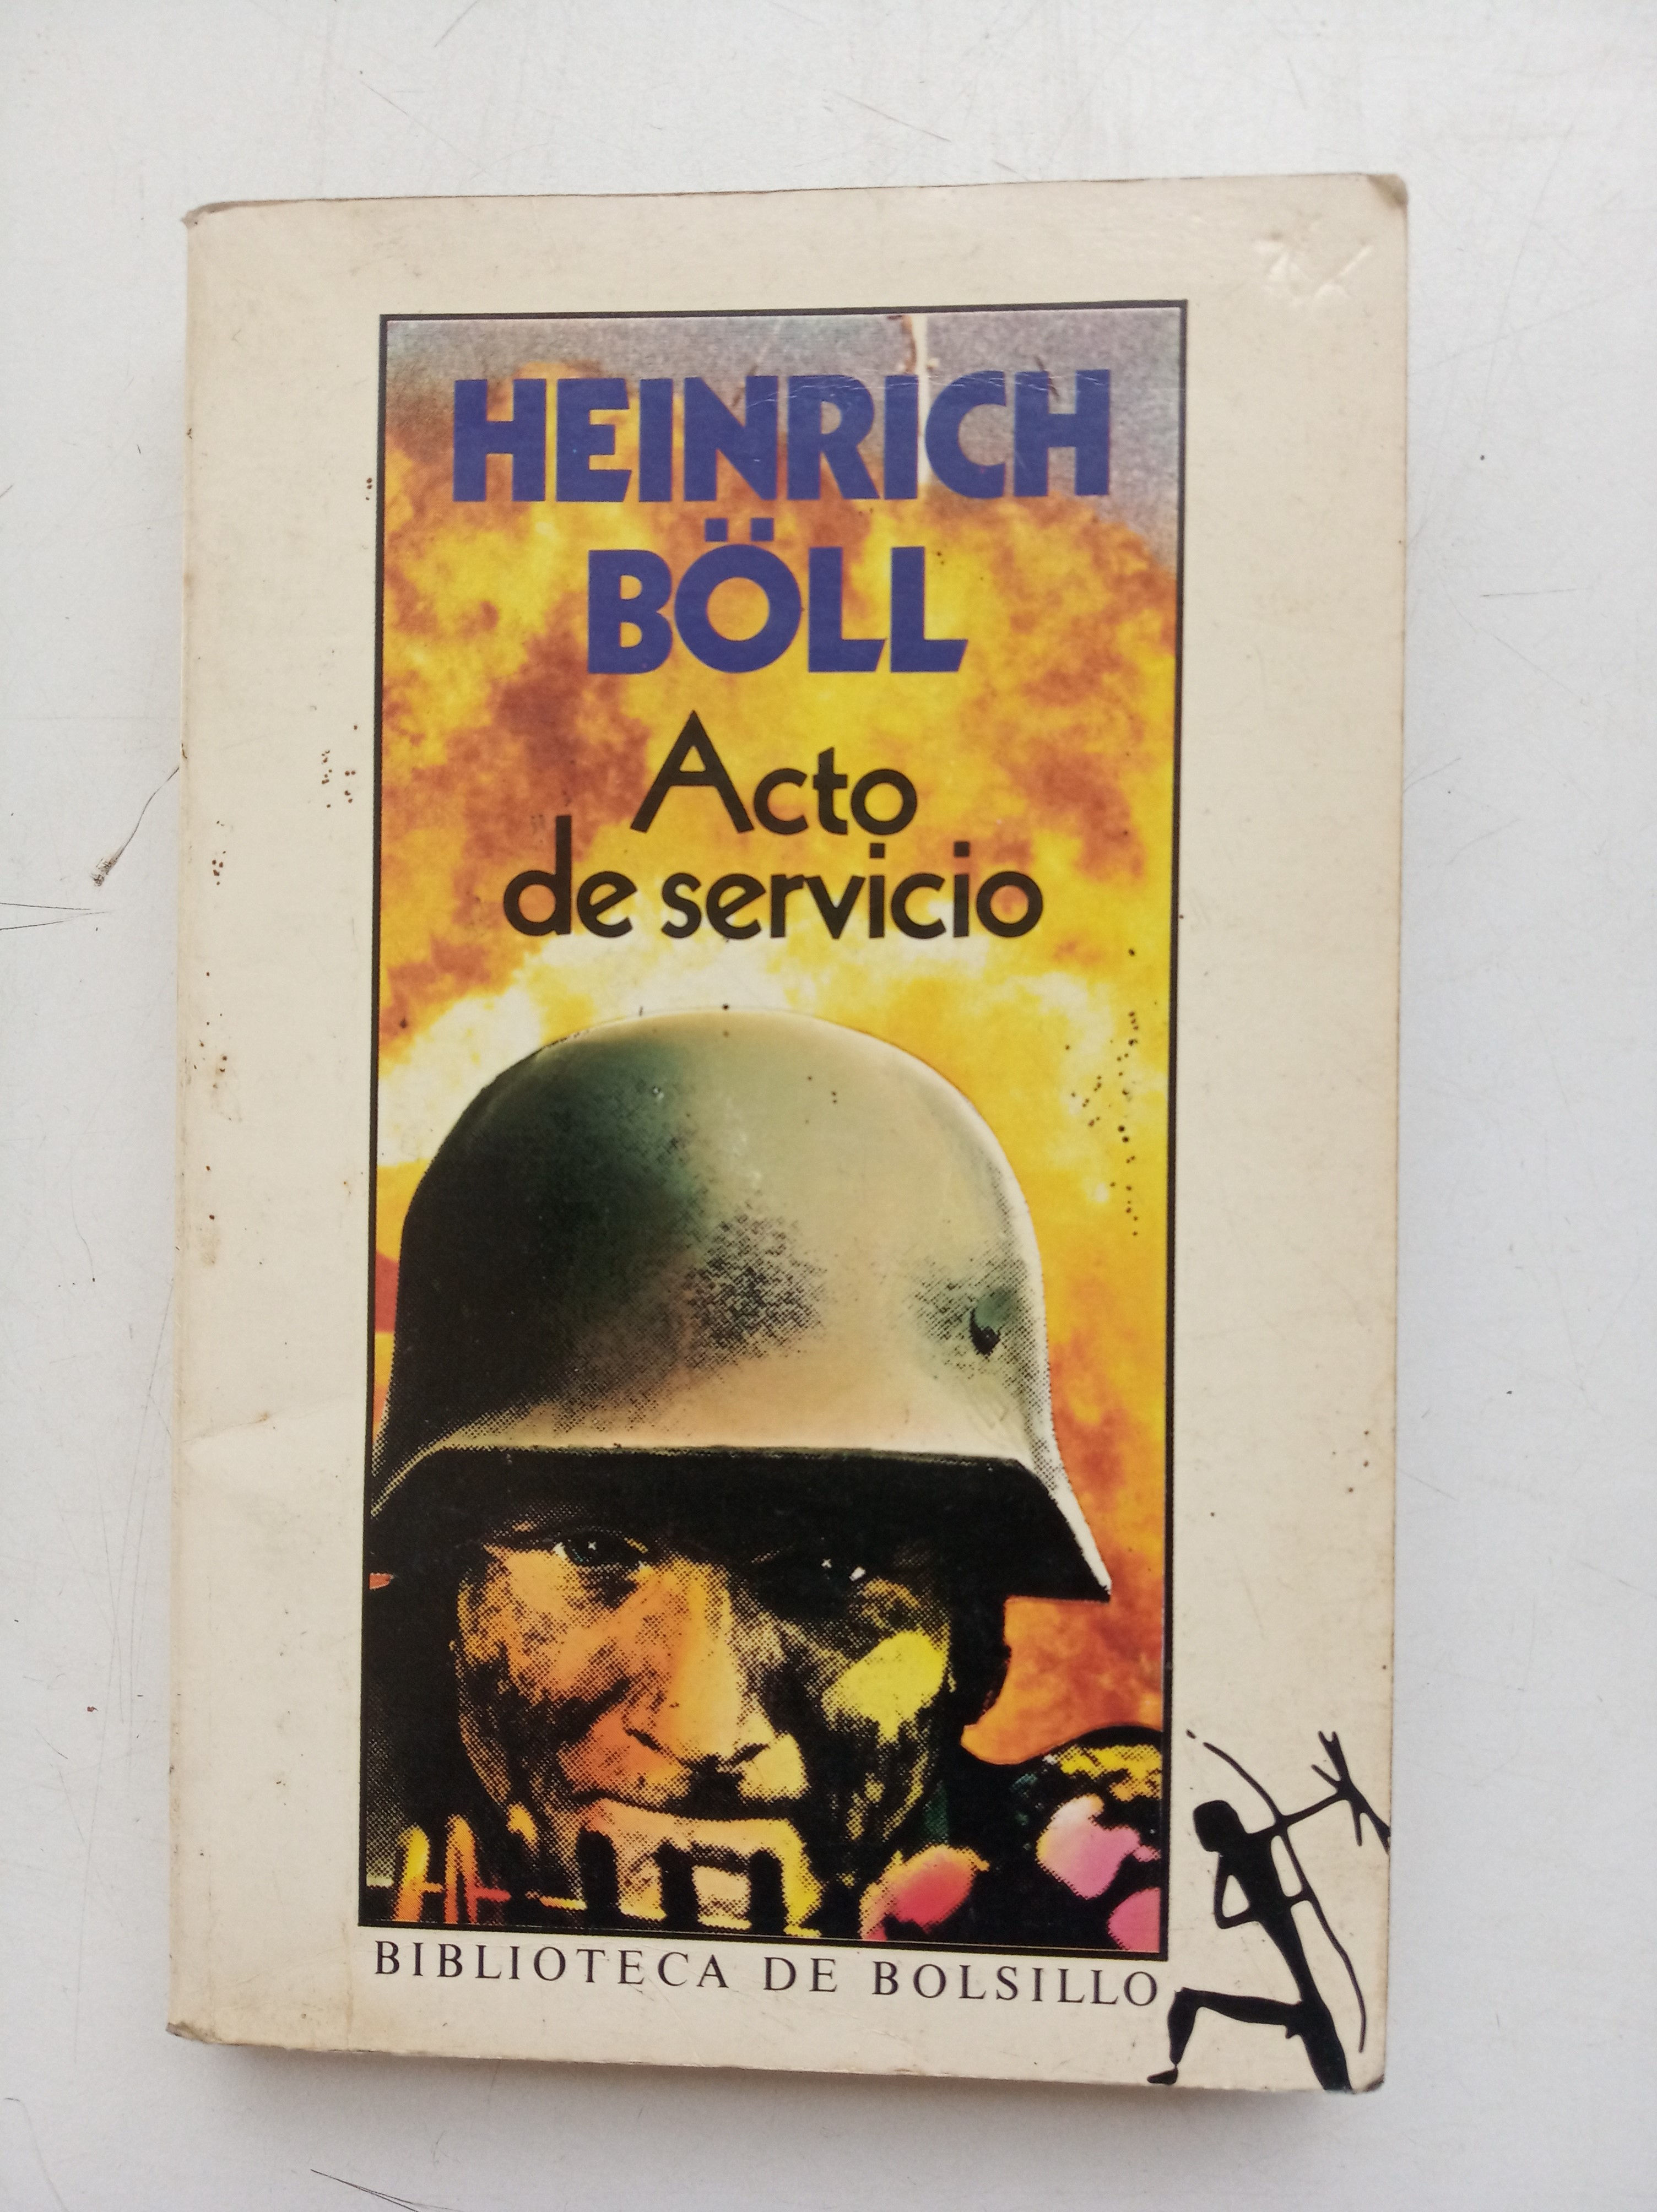 HEINRICH
BÖLL
Acto
de servicio
BIBLIOTECA DE BOLSILLO